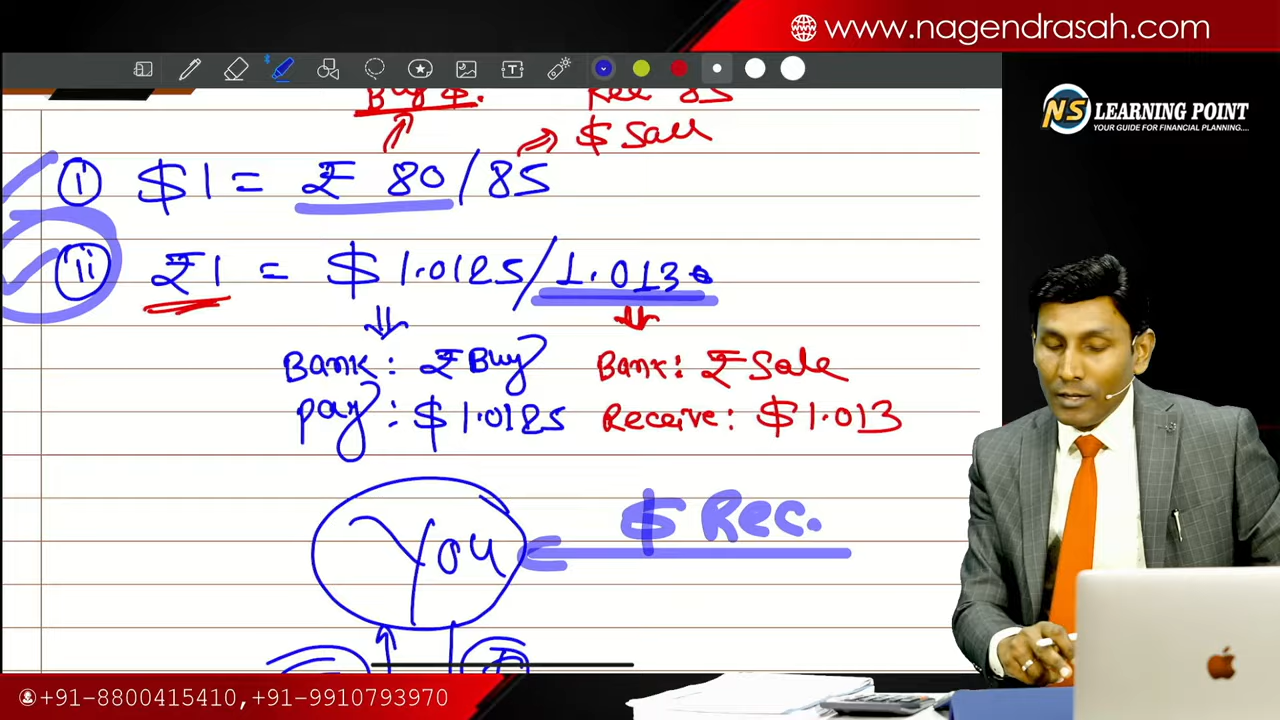 www.nagendrasah.com
NS LEARNING POINT
YOUR GUIDE FOR FINANCIAL PLANNING....
Buy $. Rec 85
$ Sale
(i) $1 = ₹ 80/85
(ii) ₹1 = $1.0125/1.013
Bank: ₹ Buy Bank: ₹ Sale
Pay: $1.0125 Receive: $1.013
$ Rec.
You
+91-8800415410,+91-9910793970